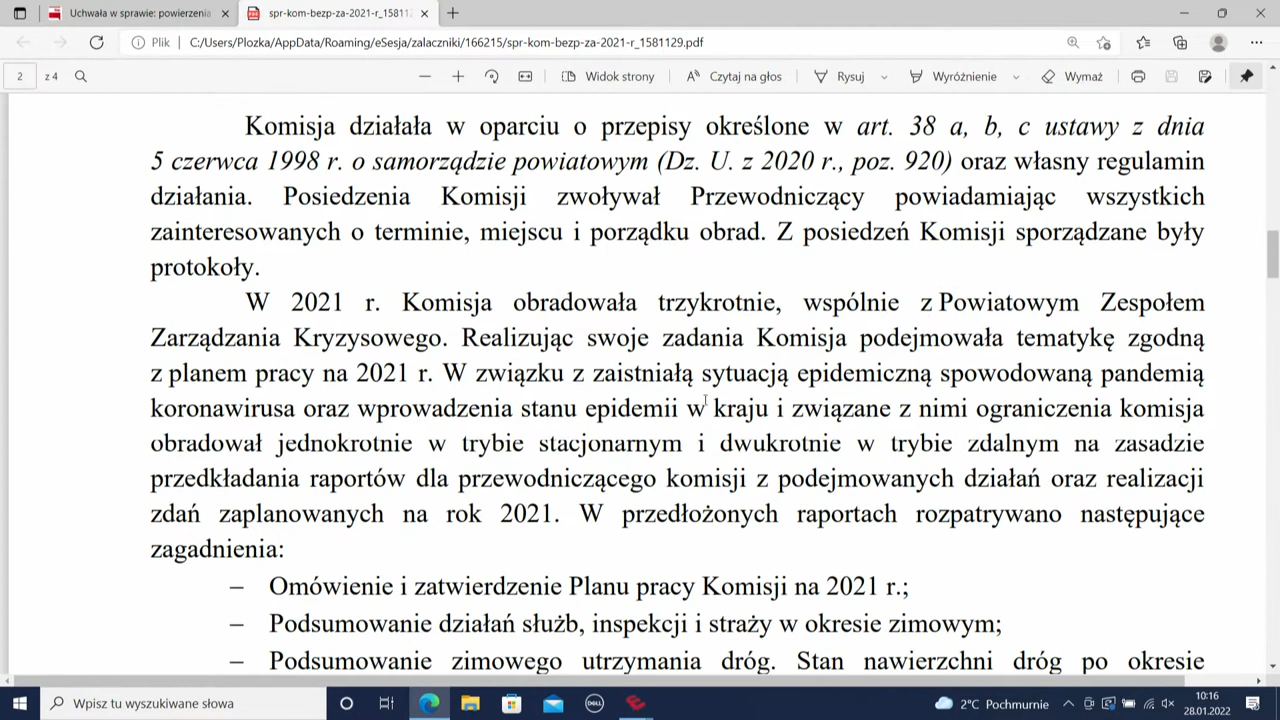 Uchwała w sprawie: powierzenia
spr-kom-bezp-za-2021-r_15811
Plik
C:/Users/Plozka/AppData/Roaming/eSesja/zalaczniki/166215/spr-kom-bezp-za-2021-r_1581129.pdf
2 z 4
Widok strony
Czytaj na głos
Rysuj
Wyróżnienie
Wymaż
Komisja działała w oparciu o przepisy określone w art. 38 a, b, c ustawy z dnia
5 czerwca 1998 r. o samorządzie powiatowym (Dz. U. z 2020 r., poz. 920) oraz własny regulamin
działania. Posiedzenia Komisji zwoływał Przewodniczący powiadamiając wszystkich
zainteresowanych o terminie, miejscu i porządku obrad. Z posiedzeń Komisji sporządzane były
protokoły.
W 2021 r. Komisja obradowała trzykrotnie, wspólnie z Powiatowym Zespołem
Zarządzania Kryzysowego. Realizując swoje zadania Komisja podejmowała tematykę zgodną
z planem pracy na 2021 r. W związku z zaistniałą sytuacją epidemiczną spowodowaną pandemią
koronawirusa oraz wprowadzenia stanu epidemii w kraju i związane z nimi ograniczenia komisja
obradował jednokrotnie w trybie stacjonarnym i dwukrotnie w trybie zdalnym na zasadzie
przedkładania raportów dla przewodniczącego komisji z podejmowanych działań oraz realizacji
zdań zaplanowanych na rok 2021. W przedłożonych raportach rozpatrywano następujące
zagadnienia:
– Omówienie i zatwierdzenie Planu pracy Komisji na 2021 r.;
– Podsumowanie działań służb, inspekcji i straży w okresie zimowym;
– Podsumowanie zimowego utrzymania dróg. Stan nawierzchni dróg po okresie
Wpisz tu wyszukiwane słowa
DELL
2°C Pochmurnie
10:16
28.01.2022